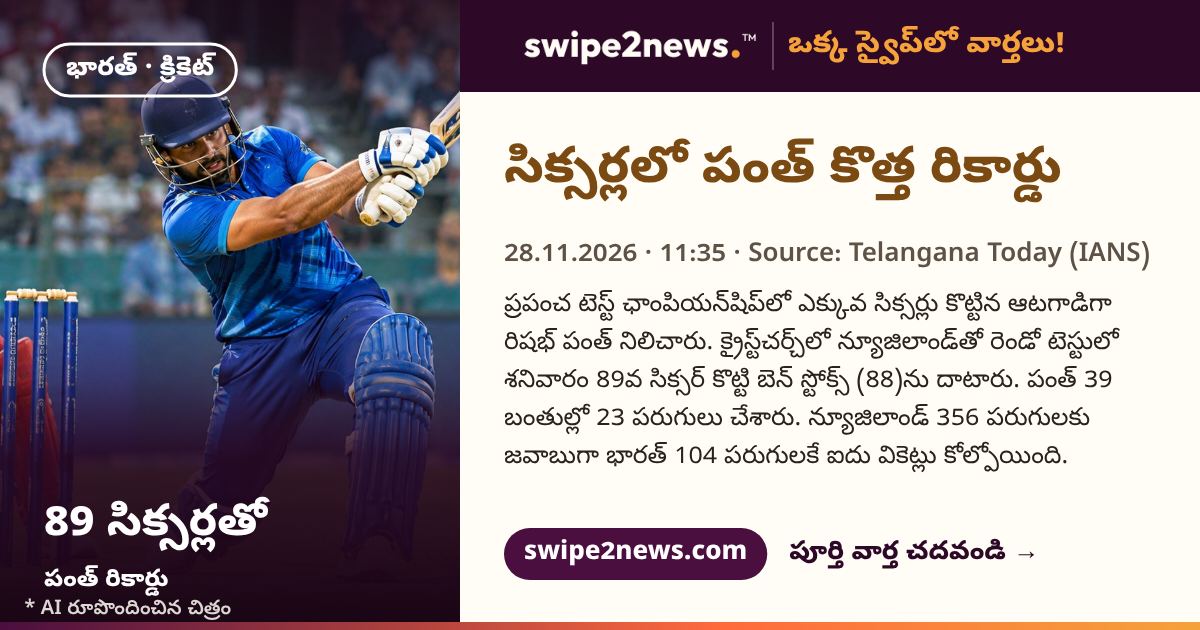 భారత్ · క్రికెట్
89 సిక్సర్లతో
పంత్ రికార్డు
* AI రూపొందించిన చిత్రం
swipe2news.™ ఒక్క స్వైప్‌లో వార్తలు!
సిక్సర్లలో పంత్ కొత్త రికార్డు
28.11.2026 · 11:35 · Source: Telangana Today (IANS)
ప్రపంచ టెస్ట్ ఛాంపియన్‌షిప్‌లో ఎక్కువ సిక్సర్లు కొట్టిన ఆటగాడిగా
రిషభ్ పంత్ నిలిచారు. క్రైస్ట్‌చర్చ్‌లో న్యూజిలాండ్‌తో రెండో టెస్టులో
శనివారం 89వ సిక్సర్ కొట్టి బెన్ స్టోక్స్ (88)ను దాటారు. పంత్ 39
బంతుల్లో 23 పరుగులు చేశారు. న్యూజిలాండ్ 356 పరుగులకు
జవాబుగా భారత్ 104 పరుగులకే ఐదు వికెట్లు కోల్పోయింది.
swipe2news.com పూర్తి వార్త చదవండి →